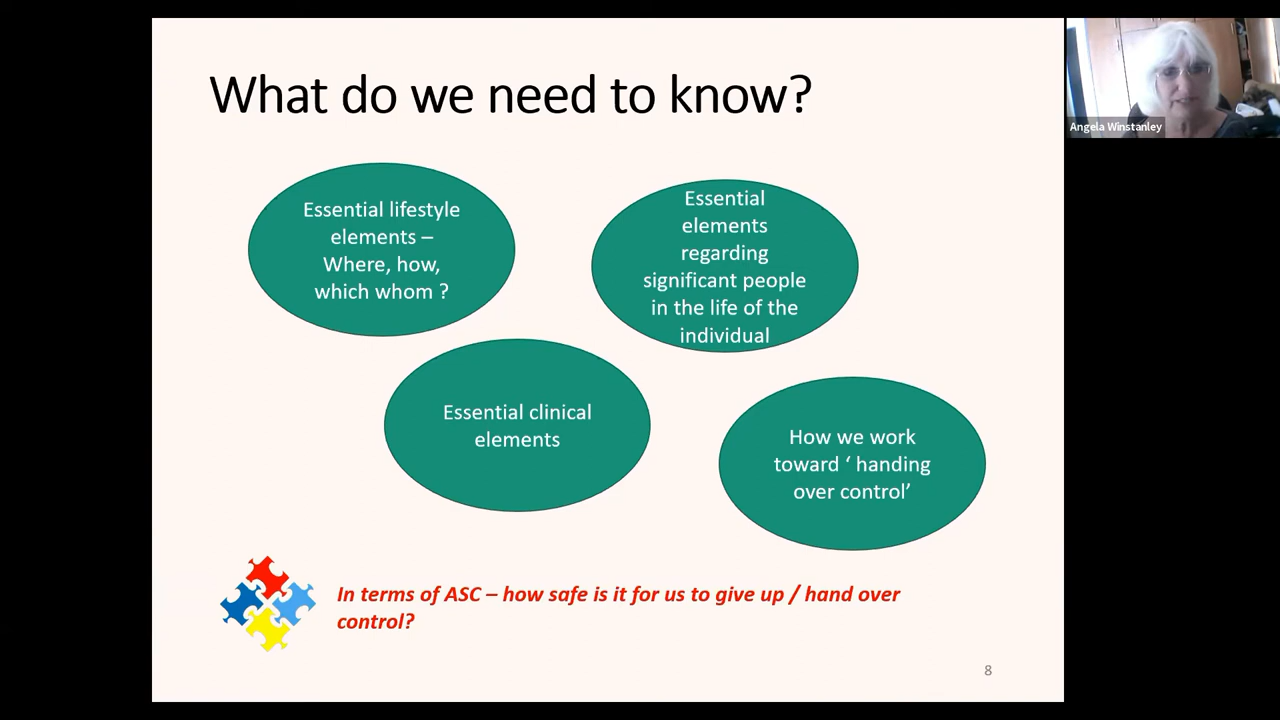 What do we need to know?
Angela Winstanley
Essential lifestyle
elements –
Where, how,
which whom ?
Essential
elements
regarding
significant people
in the life of the
individual
Essential clinical
elements
How we work
toward ‘ handing
over control’
In terms of ASC – how safe is it for us to give up / hand over
control?
8